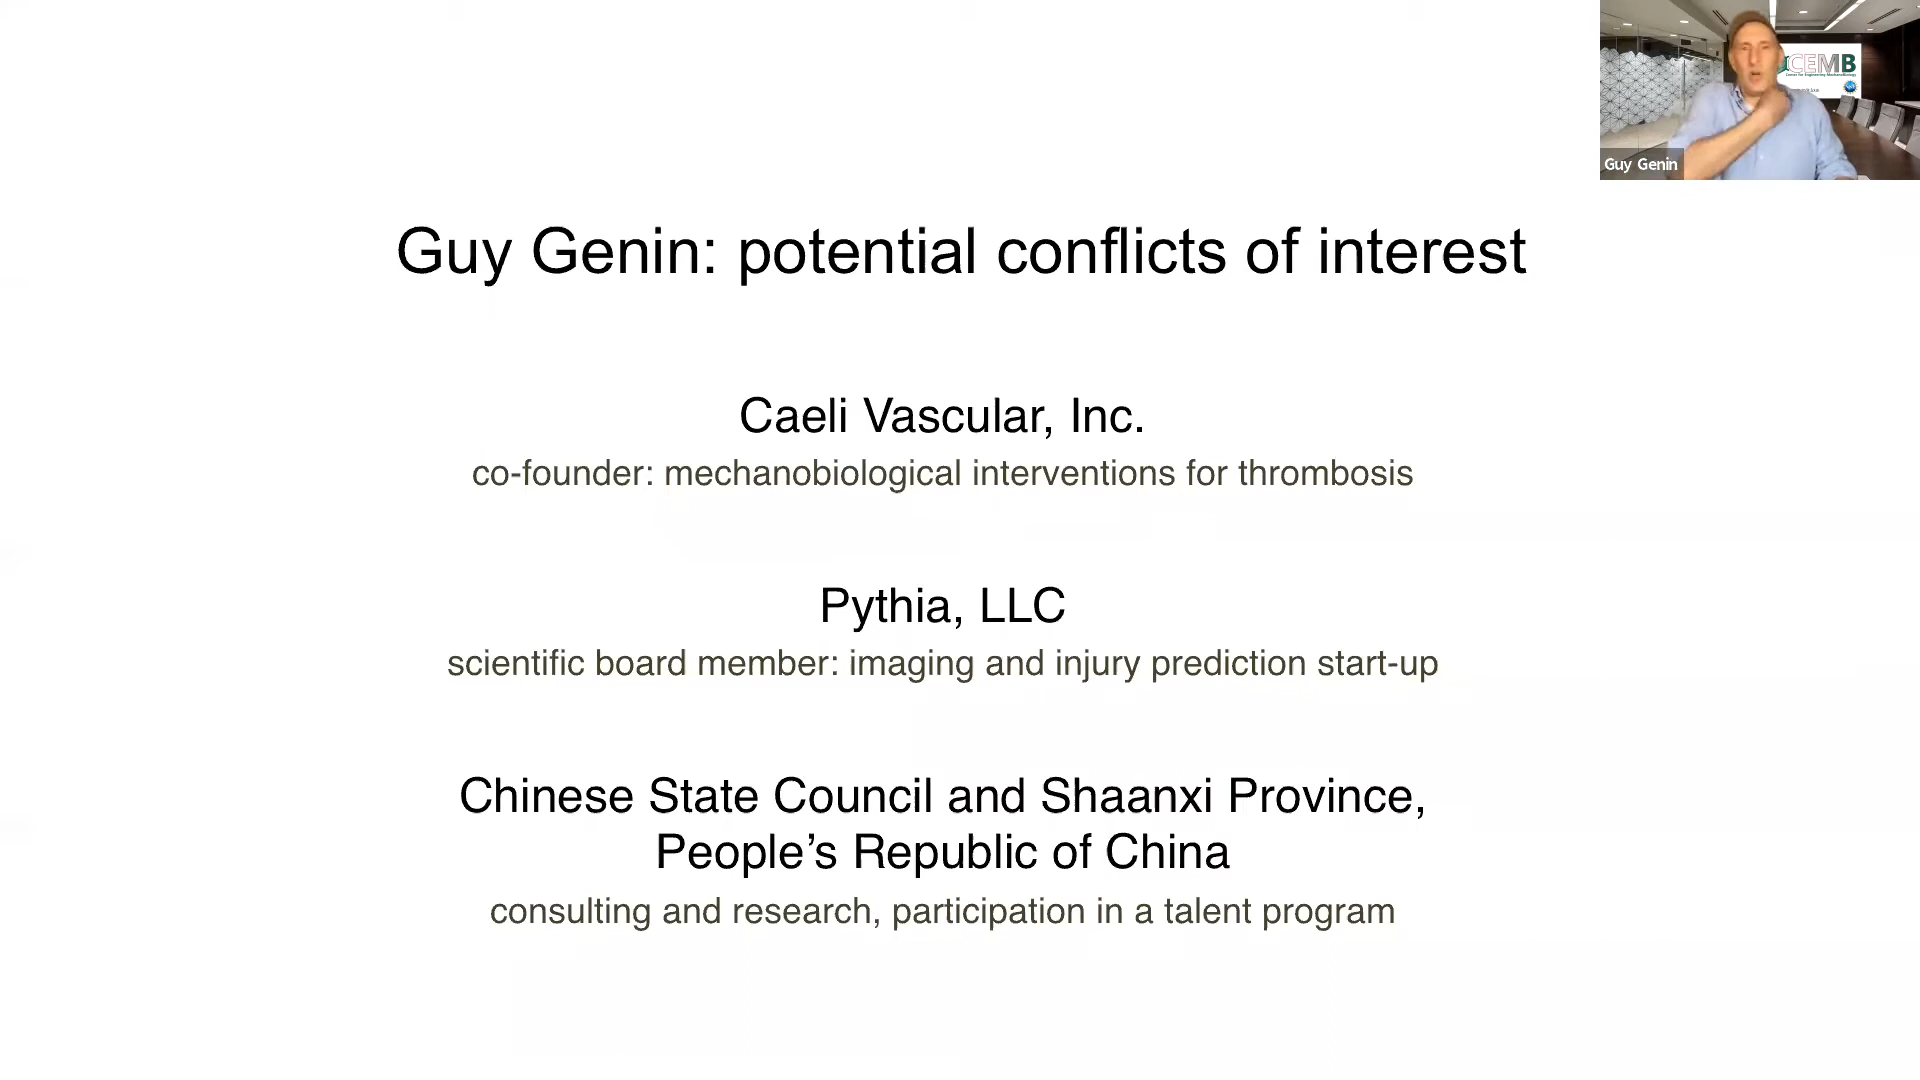 CEMB
Guy Genin
Guy Genin: potential conflicts of interest
Caeli Vascular, Inc.
co-founder: mechanobiological interventions for thrombosis
Pythia, LLC
scientific board member: imaging and injury prediction start-up
Chinese State Council and Shaanxi Province,
People’s Republic of China
consulting and research, participation in a talent program